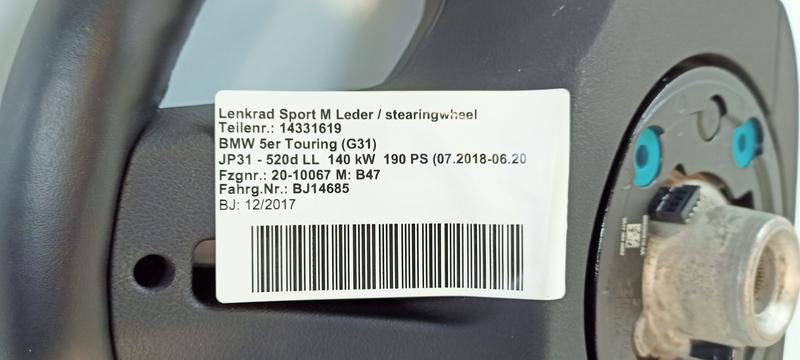 Lenkrad Sport M Leder / stearingwheel
Teilenr.: 14331619
BMW 5er Touring (G31)
JP31 - 520d LL 140 kW 190 PS (07.2018-06.20
Fzgnr.: 20-10067 M: B47
Fahrg.Nr.: BJ14685
BJ: 12/2017